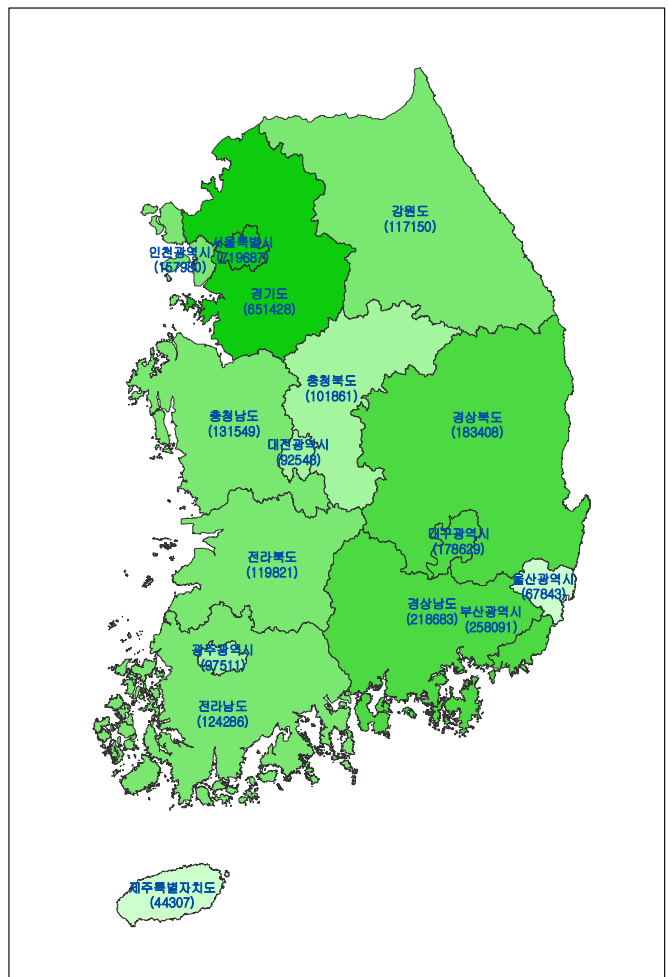 강원도
(117150)
서울특별시
(719687)
인천광역시
(157980)
경기도
(651428)
충청북도
(101861)
충청남도
(131549)
경상북도
(183408)
대전광역시
(92548)
대구광역시
(178629)
전라북도
(119821)
울산광역시
(67843)
경상남도
(218683)
부산광역시
(258091)
광주광역시
(97511)
전라남도
(124286)
제주특별자치도
(44307)